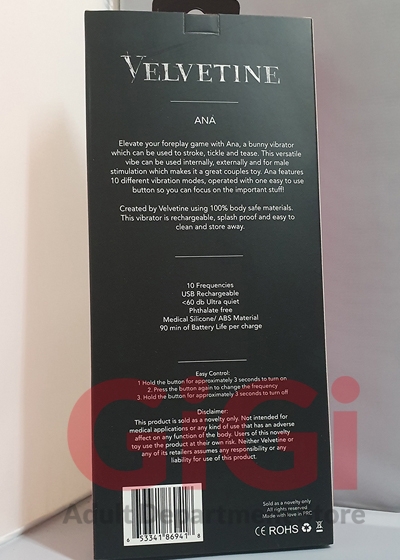 VELVETINE
ANA
Elevate your foreplay game with Ana, a bunny vibrator
which can be used to stroke, tickle and tease. This versatile
vibe can be used internally, externally and for male
stimulation which makes it a great couples toy. Ana features
10 different vibration modes, operated with one easy to use
button so you can focus on the important stuff!
Created by Velvetine using 100% body safe materials.
This vibrator is rechargeable, splash proof and easy to
clean and store away.
10 Frequencies
USB Rechargeable
<60 db Ultra quiet
Phthalate free
Medical Silicone/ ABS Material
90 min of Battery Life per charge
Easy Control:
1 Hold the button for approximately 3 seconds to turn on
2. Press the button again to change the frequency
3. Hold the button for approximately 3 seconds to turn off
Disclaimer:
This product is sold as a novelty only. Not intended for
medical applications or any kind of use that has an adverse
affect on any function of the body. Users of this novelty
toy use the product at their own risk. Neither Velvetine or
any of its retailers assumes any responsibility or any
liability for use of this product.
GiGi
Adult Department Store
6 53341 86941 8
Sold as a novelty only
All rights reserved.
Made with love in PRC
CE ROHS